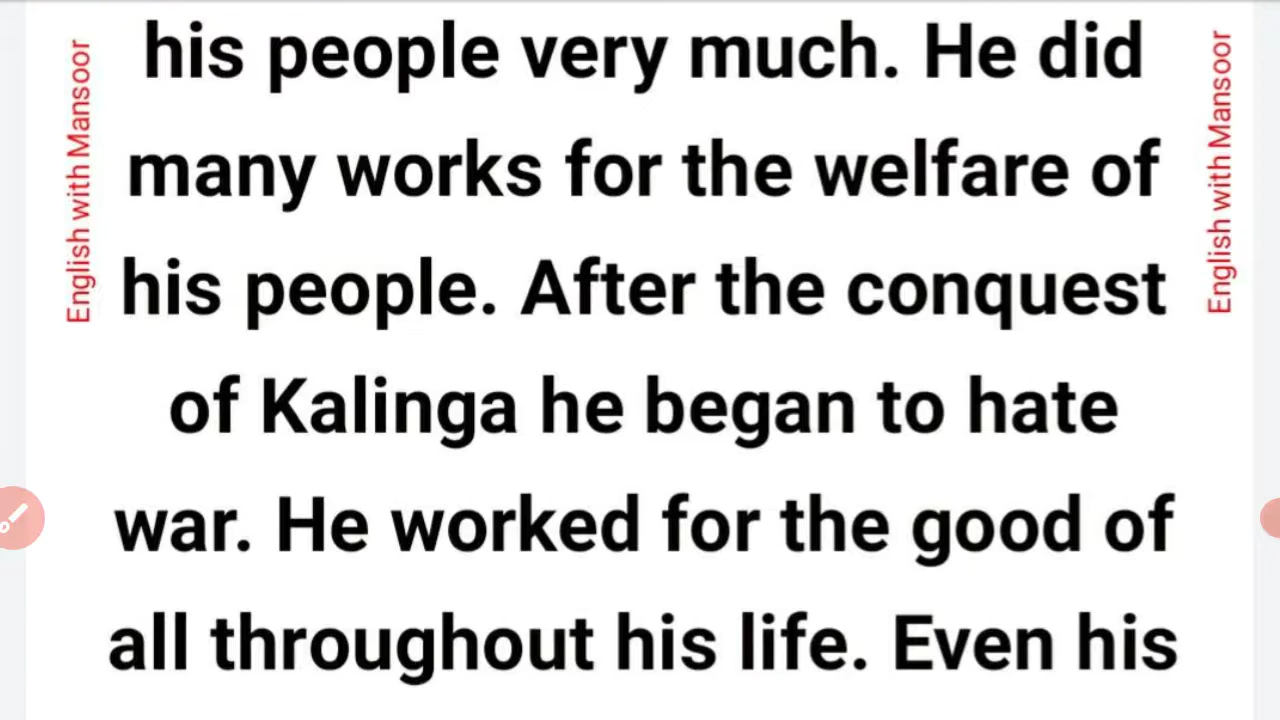 his people very much. He did
many works for the welfare of
his people. After the conquest
of Kalinga he began to hate
war. He worked for the good of
all throughout his life. Even his
English with Mansoor
English with Mansoor